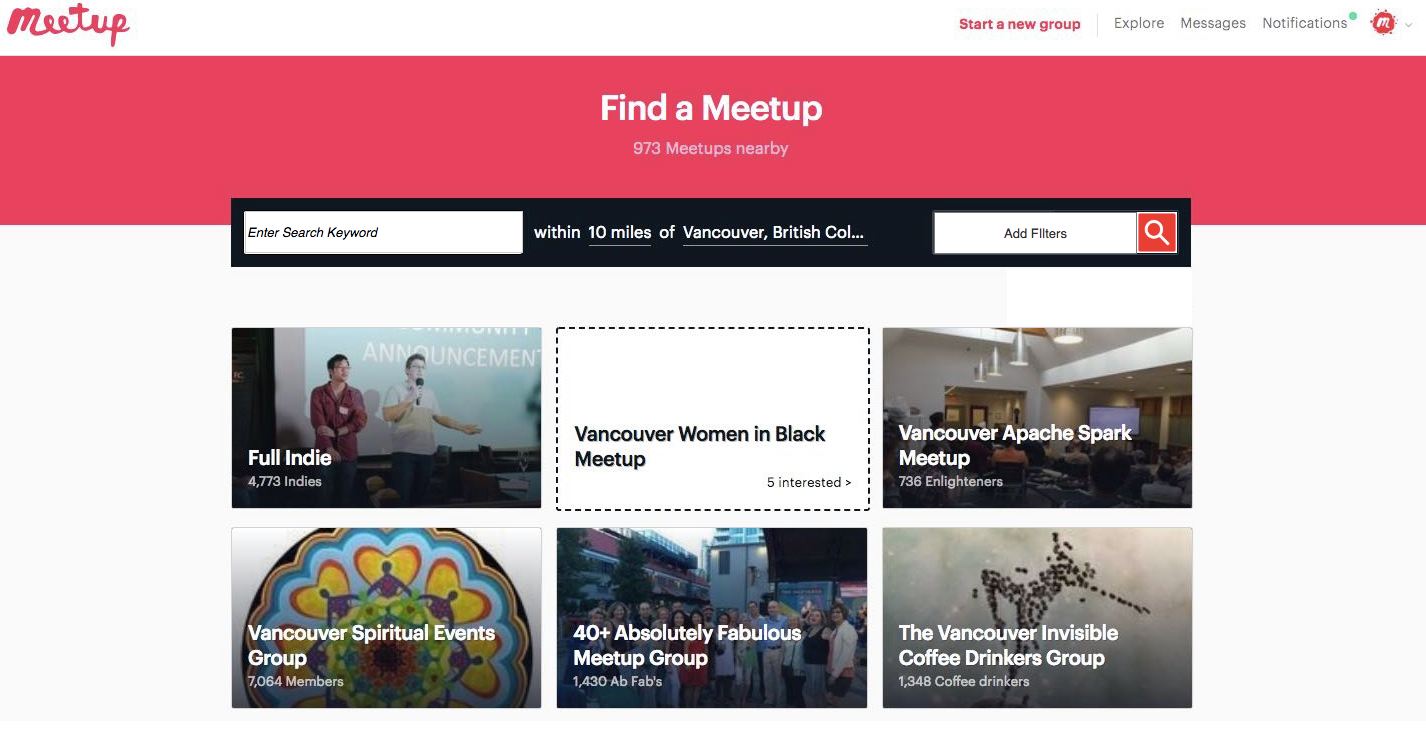 Meetup
Start a new group
Explore
Messages
Notifications
m
Find a Meetup
973 Meetups nearby
Enter Search Keyword
within 10 miles of Vancouver, British Col...
Add FIlters
COMMUNITY
ANNOUNCEMENT
Full Indie
4,773 Indies
Vancouver Women in Black
Meetup
5 interested >
Vancouver Apache Spark
Meetup
736 Enlighteners
Vancouver Spiritual Events
Group
7,064 Members
40+ Absolutely Fabulous
Meetup Group
1,430 Ab Fab's
The Vancouver Invisible
Coffee Drinkers Group
1,348 Coffee drinkers